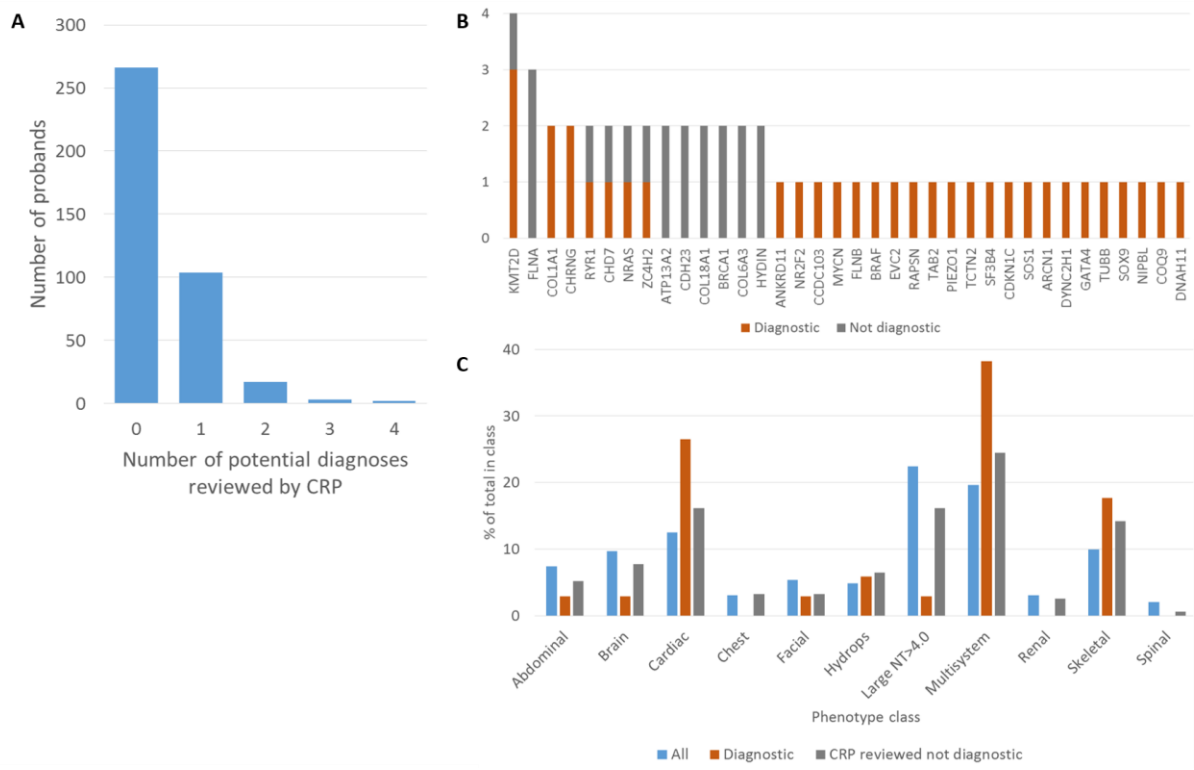 A
300
250
200
150
100
50
0
Number of probands
0 1 2 3 4
Number of potential diagnoses
reviewed by CRP
B
4
3
2
1
0
KMT2D
FLNA
COL1A1
CHRNG
RYR1
CHD7
NRAS
ZC4H2
ATP13A2
CDH23
COL18A1
BRCA1
COL6A3
HYDIN
ANKRD11
NR2F2
CCDC103
MYCN
FLNB
BRAF
EVC2
RAPSN
TAB2
PIEZO1
TCTN2
SF3B4
CDKN1C
SOS1
ARCN1
DYNC2H1
GATA4
TUBB
SOX9
NIPBL
COQ9
DNAH11
Diagnostic Not diagnostic
C
40
30
20
10
0
% of total in class
Abdominal
Brain
Cardiac
Chest
Facial
Hydrops
Large NT>4.0
Multisystem
Renal
Skeletal
Spinal
Phenotype class
All Diagnostic CRP reviewed not diagnostic